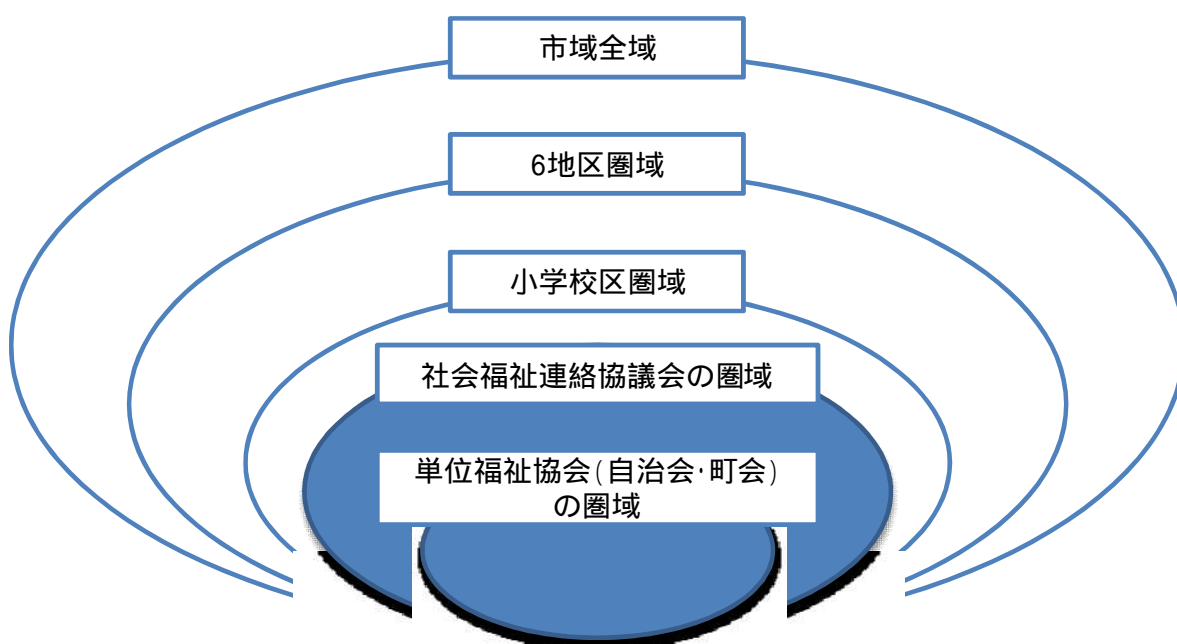 市域全域
6地区圏域
小学校区圏域
社会福祉連絡協議会の圏域
単位福祉協会(自治会･町会)
の圏域